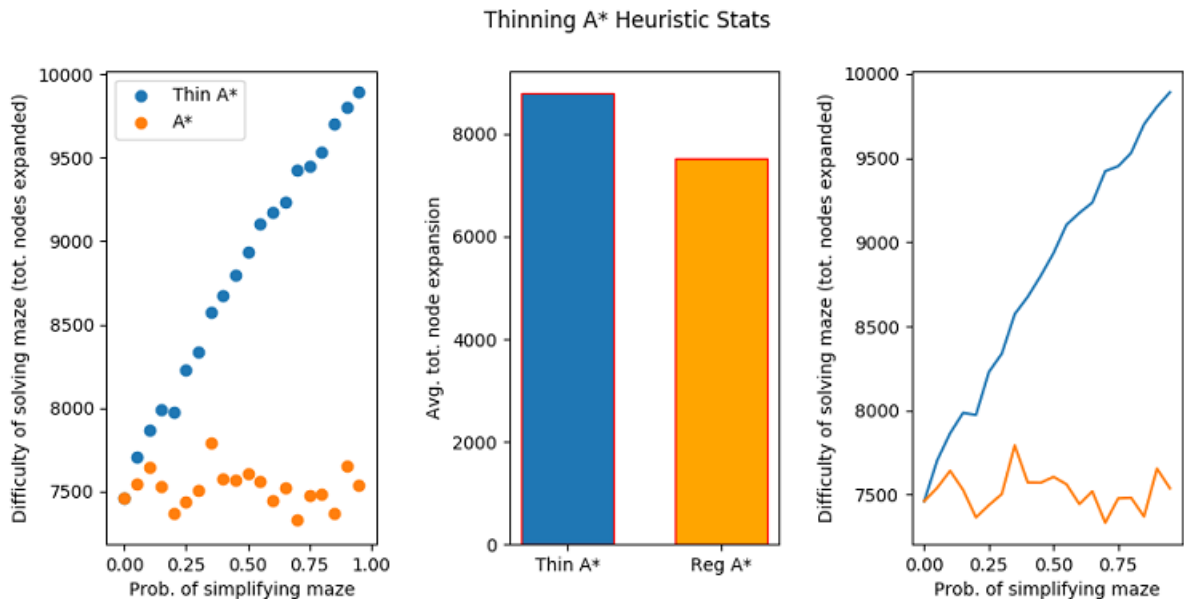 Thinning A* Heuristic Stats
Difficulty of solving maze (tot. nodes expanded)
10000
9500
9000
8500
8000
7500
Thin A*
A*
0.00 0.25 0.50 0.75 1.00
Prob. of simplifying maze
Avg. tot. node expansion
8000
6000
4000
2000
0
Thin A* Reg A*
Difficulty of solving maze (tot. nodes expanded)
10000
9500
9000
8500
8000
7500
0.00 0.25 0.50 0.75
Prob. of simplifying maze